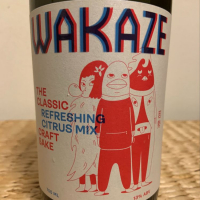 WAKAZE
THE
CLASSIC
REFRESHING
CITRUS MIX
CRAFT
SAKE